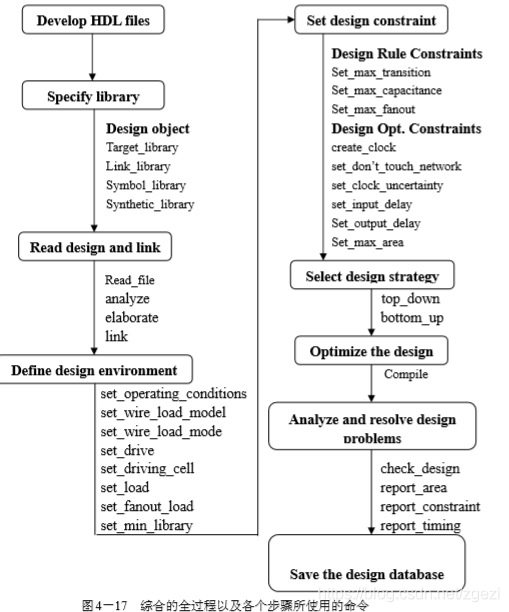 Develop HDL files
Specify library
Design object
Target_library
Link_library
Symbol_library
Synthetic_library
Read design and link
Read_file
analyze
elaborate
link
Define design environment
set_operating_conditions
set_wire_load_model
set_wire_load_mode
set_drive
set_driving_cell
set_load
set_fanout_load
set_min_library
Set design constraint
Design Rule Constraints
Set_max_transition
Set_max_capacitance
Set_max_fanout
Design Opt. Constraints
create_clock
set_don't_touch_network
set_clock_uncertainty
set_input_delay
Set_output_delay
Set_max_area
Select design strategy
top_down
bottom_up
Optimize the design
Compile
Analyze and resolve design
problems
check_design
report_area
report_constraint
report_timing
Save the design database
https://blog.csdn.net/zgezi
图4－17 综合的全过程以及各个步骤所使用的命令